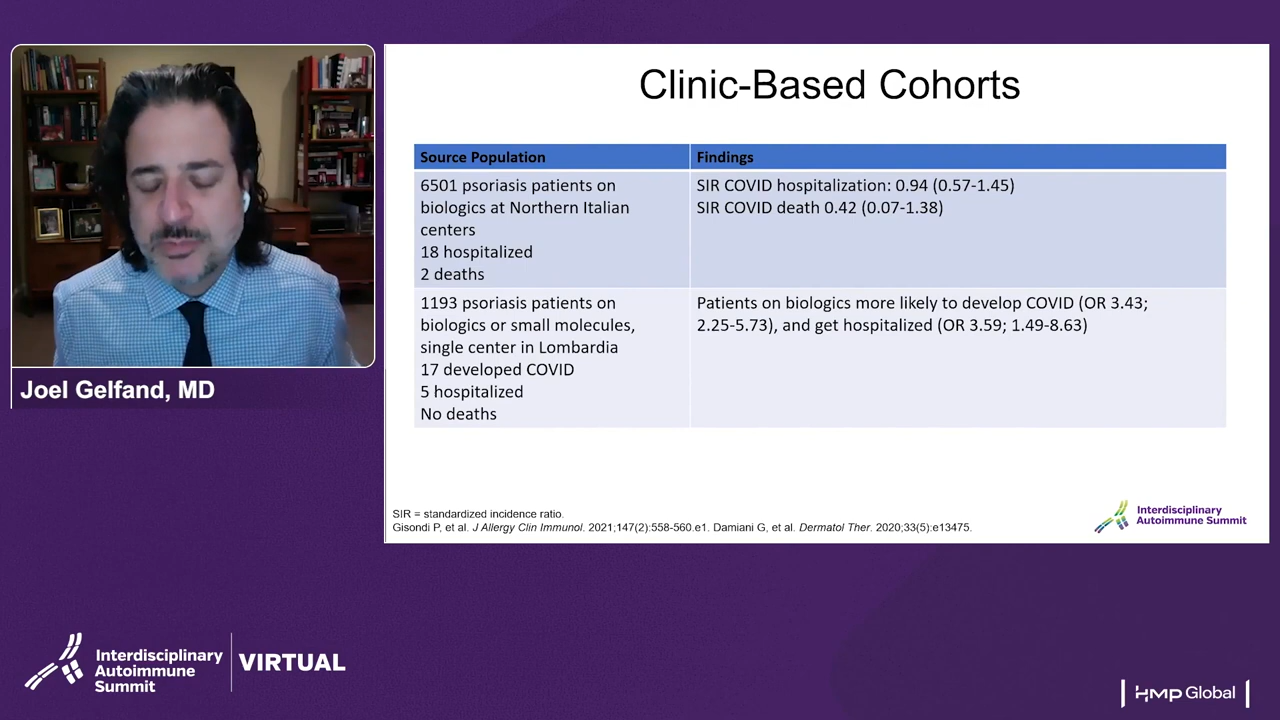 Clinic-Based Cohorts
Source Population
Findings
6501 psoriasis patients on
biologics at Northern Italian
centers
18 hospitalized
2 deaths
SIR COVID hospitalization: 0.94 (0.57-1.45)
SIR COVID death 0.42 (0.07-1.38)
1193 psoriasis patients on
biologics or small molecules,
single center in Lombardia
17 developed COVID
5 hospitalized
No deaths
Patients on biologics more likely to develop COVID (OR 3.43;
2.25-5.73), and get hospitalized (OR 3.59; 1.49-8.63)
SIR = standardized incidence ratio.
Gisondi P, et al. J Allergy Clin Immunol. 2021;147(2):558-560.e1. Damiani G, et al. Dermatol Ther. 2020;33(5):e13475.
Interdisciplinary
Autoimmune Summit
Joel Gelfand, MD
Interdisciplinary
Autoimmune
Summit
VIRTUAL
HMP Global